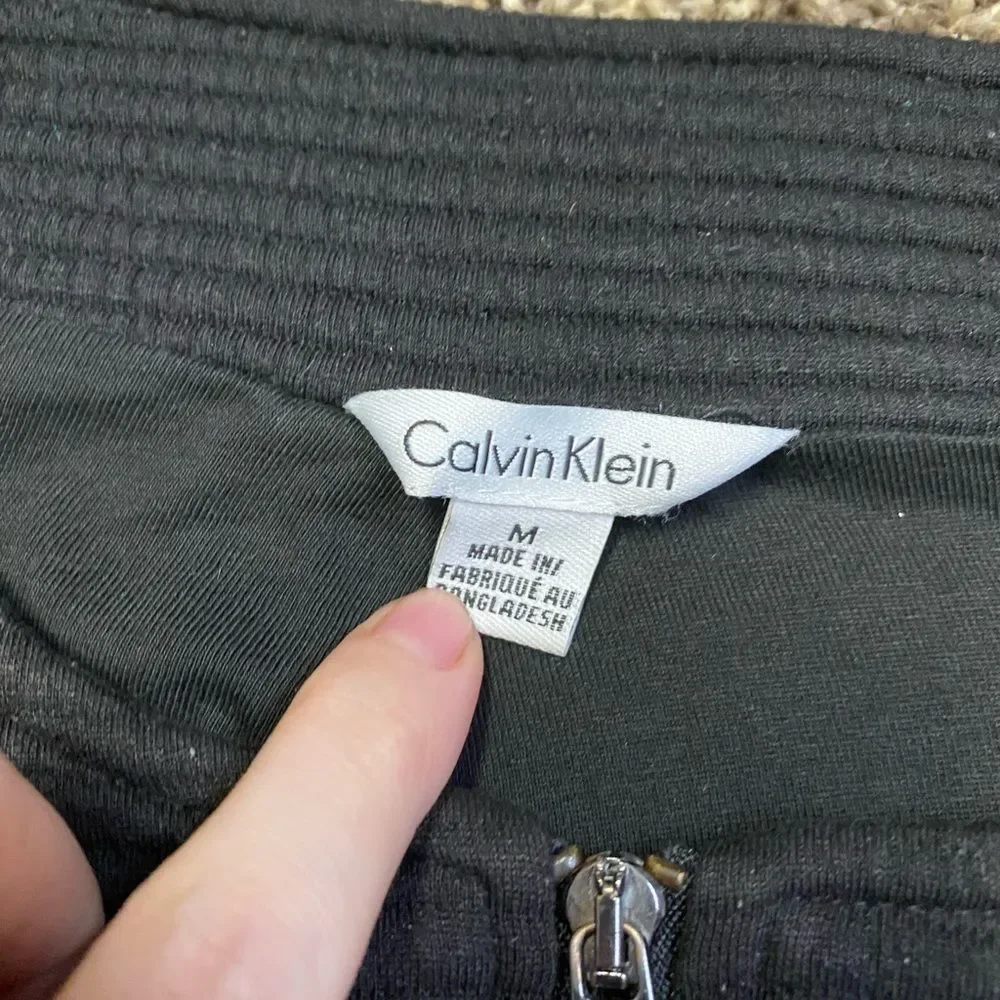 Calvin Klein
M
MADE IN/
FABRIQUÉ AU
BANGLADESH